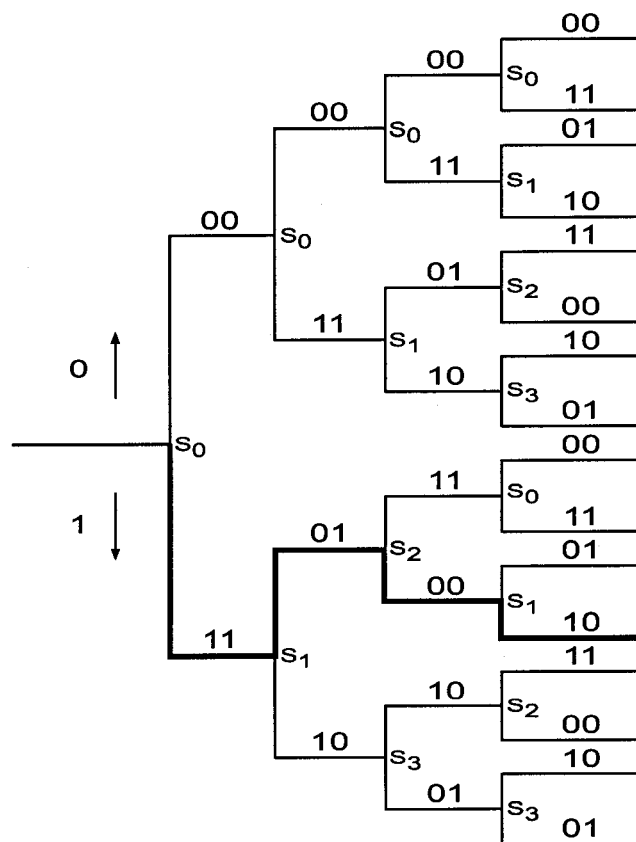 00
00 s₀
11
00 s₀ 01
11 s₁
10
00 s₀ 11
01 s₂
00
11 s₁ 10
10 s₃
0 01
s₀ 00
11 s₀
1 11
01 s₂ 01
00 s₁
10
11 s₁ 11
10 s₂
00
10 s₃ 10
01 s₃
01